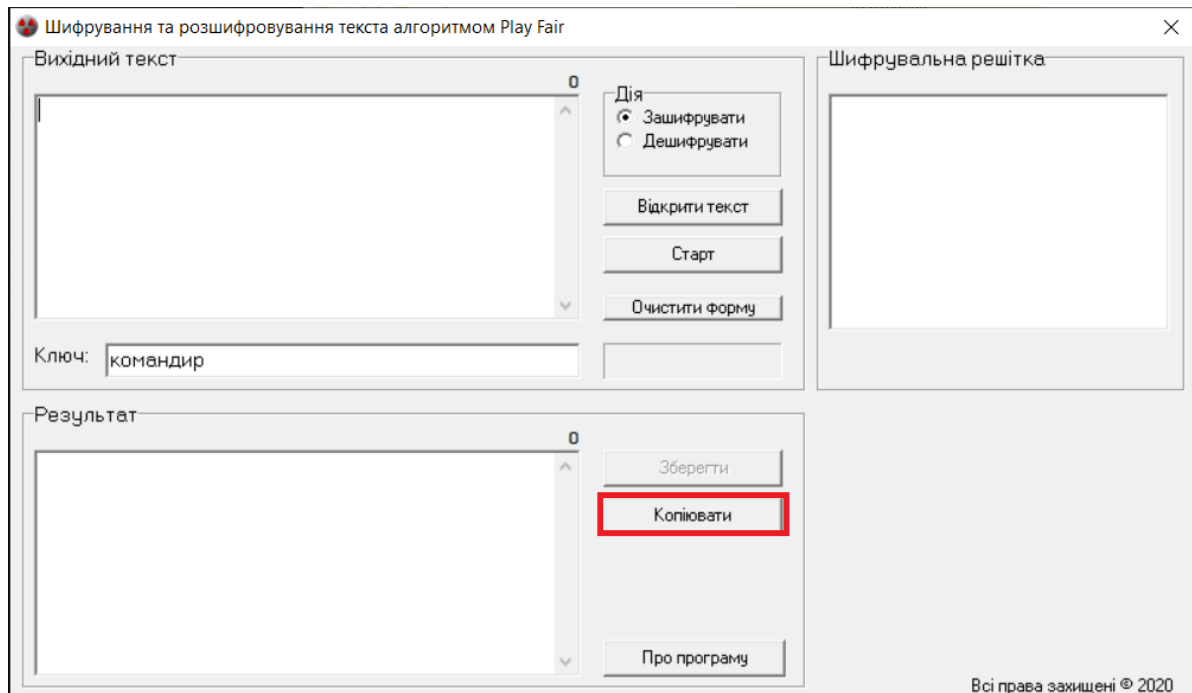 Шифрування та розшифровування текста алгоритмом Play Fair
Вихідний текст
0
Дія
Зашифрувати
Дешифрувати
Відкрити текст
Старт
Очистити форму
Ключ: командир
Шифрувальна решітка
Результат
0
Зберегти
Копіювати
Про програму
Всі права захищені © 2020